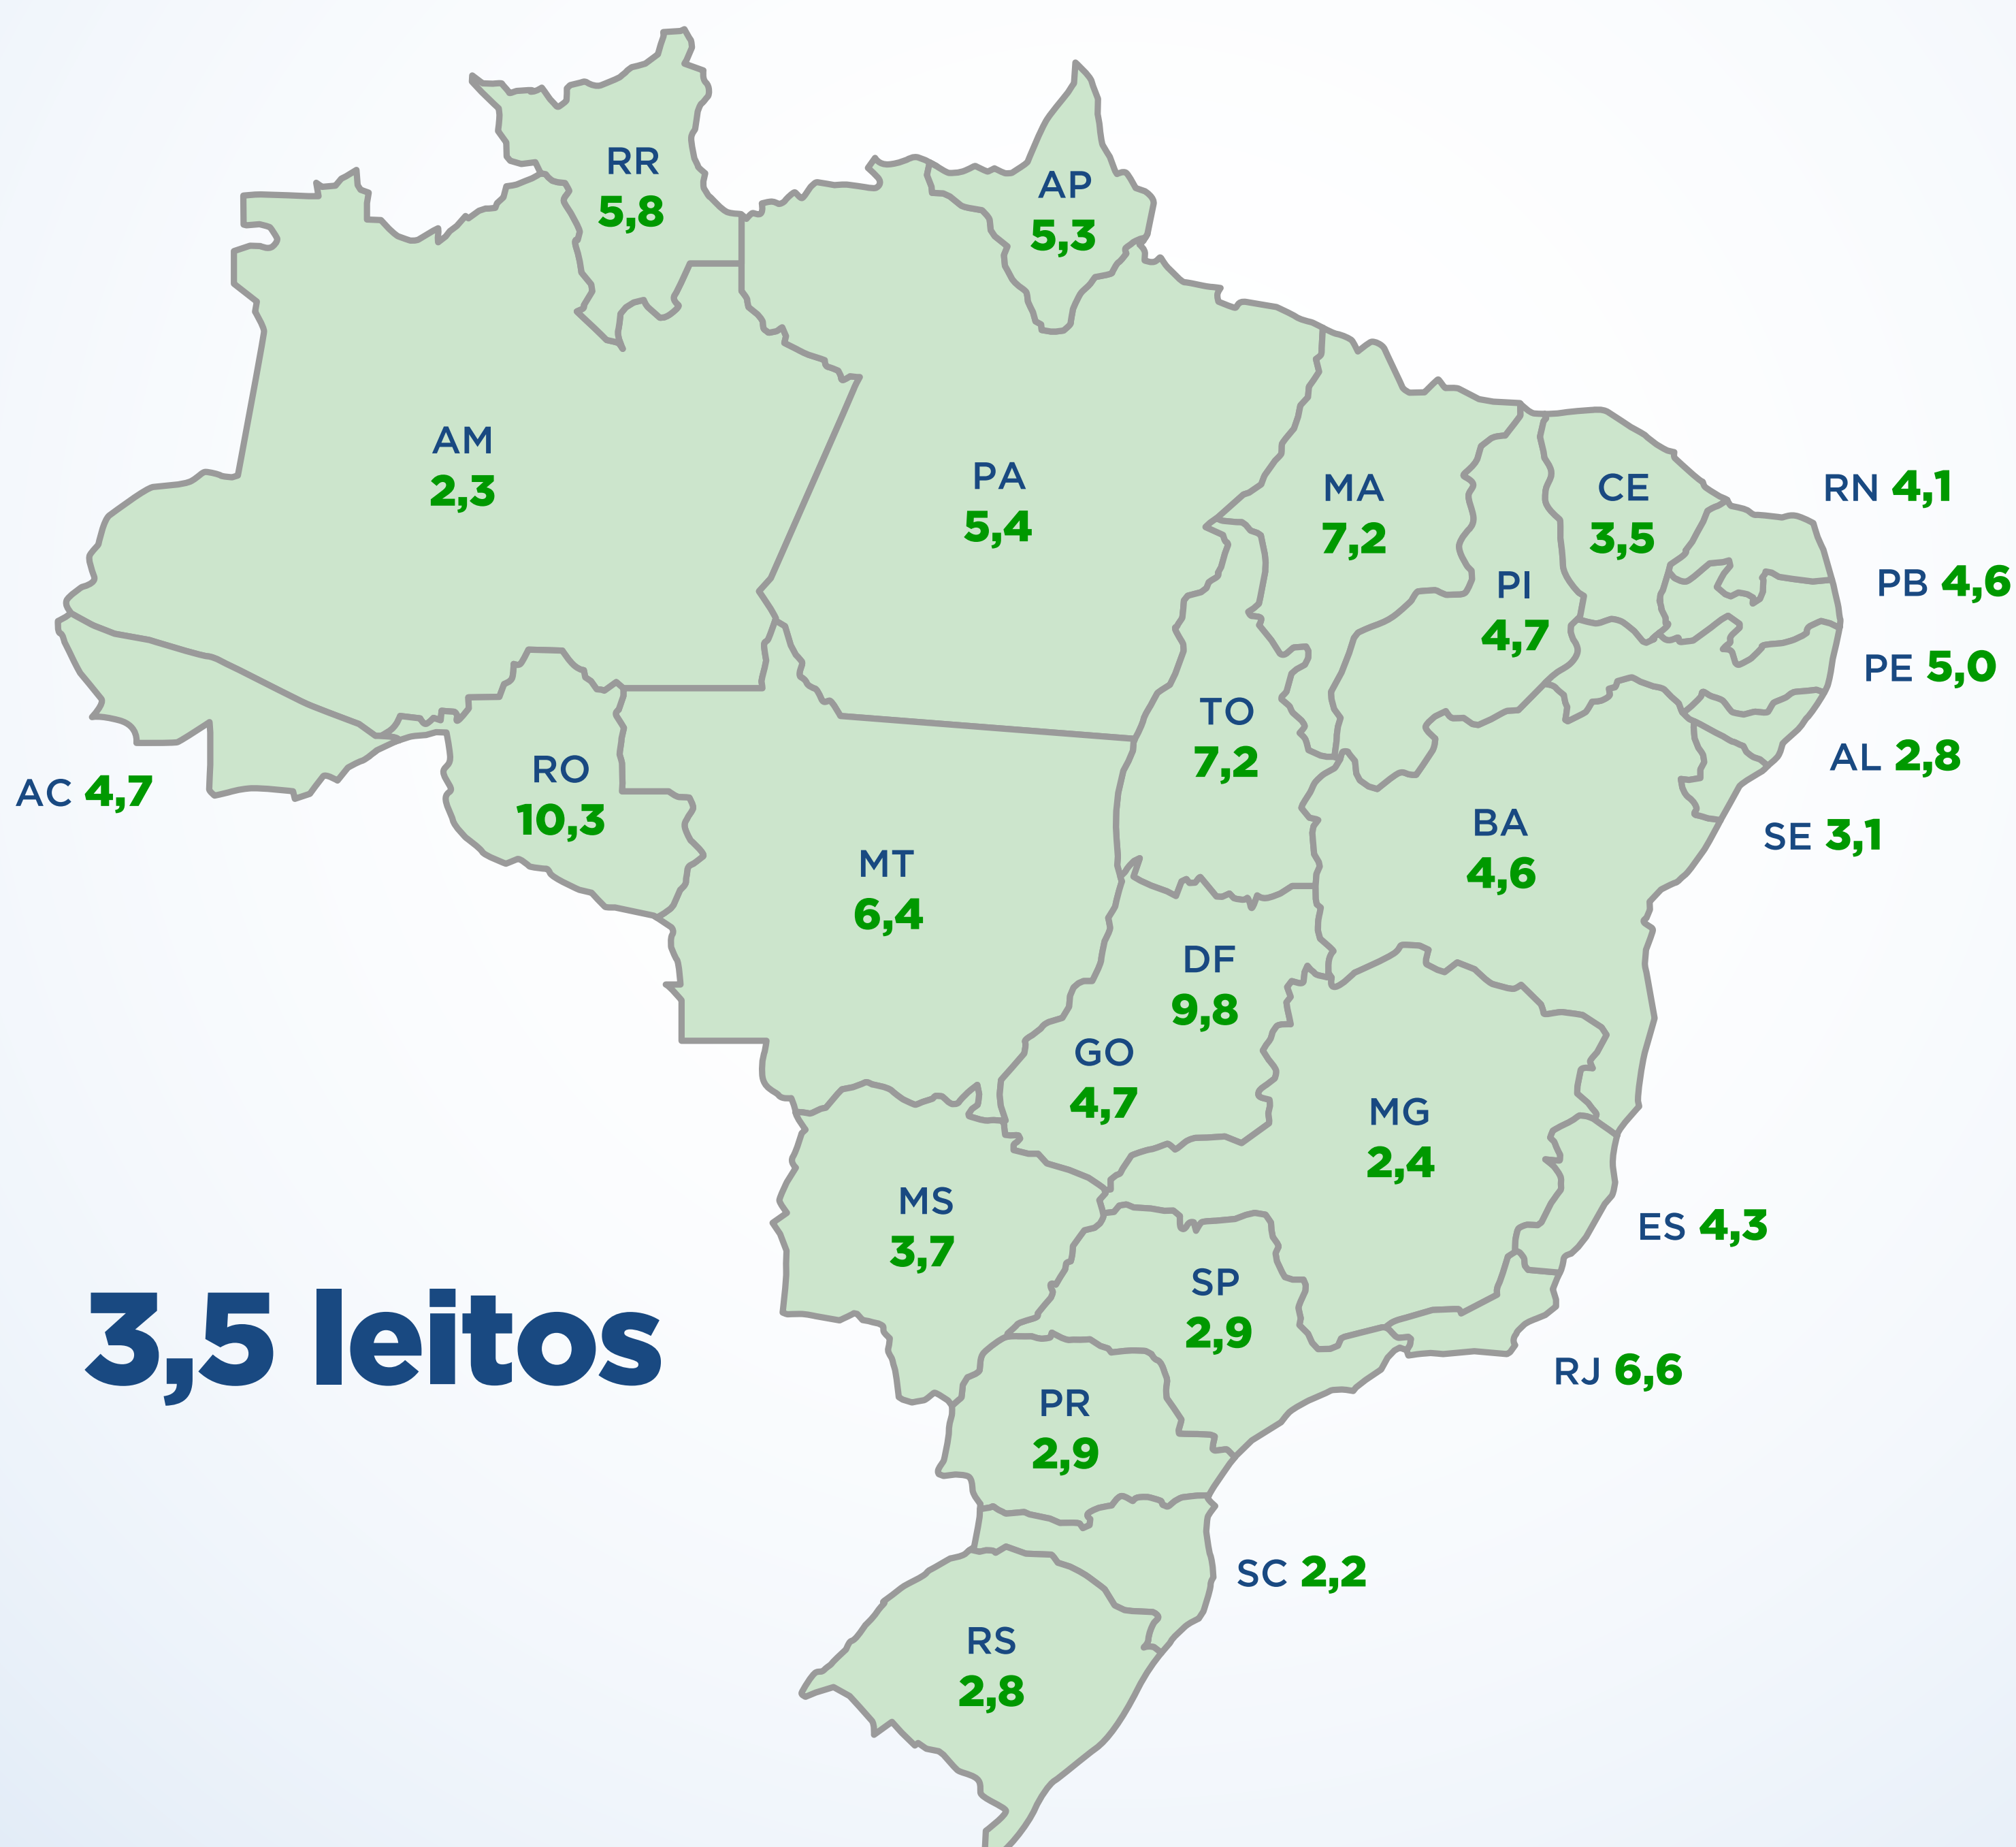 RR
5,8
AP
5,3
AM
2,3
PA
5,4
MA
7,2
CE
3,5
RN 4,1
PB 4,6
PI
4,7
PE 5,0
TO
7,2
AL 2,8
AC 4,7
RO
10,3
BA
4,6
SE 3,1
MT
6,4
DF
9,8
GO
4,7
MG
2,4
MS
3,7
ES 4,3
SP
2,9
3,5 leitos
RJ 6,6
PR
2,9
SC 2,2
RS
2,8